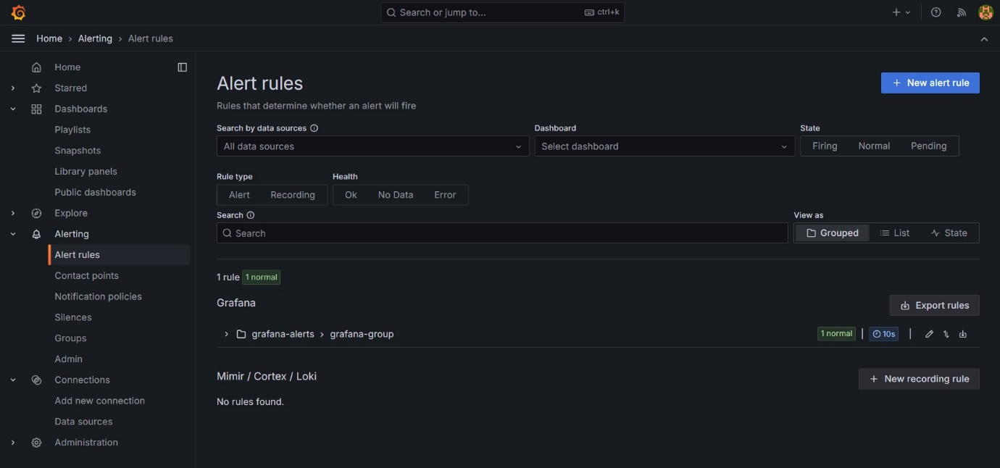 Search or jump to... ctrl+k
Home › Alerting › Alert rules
Home
Starred
Dashboards
Playlists
Snapshots
Library panels
Public dashboards
Explore
Alerting
Alert rules
Contact points
Notification policies
Silences
Groups
Admin
Connections
Add new connection
Data sources
Administration
Alert rules
+ New alert rule
Rules that determine whether an alert will fire
Search by data sources Dashboard State
All data sources Select dashboard Firing Normal Pending
Rule type Health
Alert Recording Ok No Data Error
Search View as
Search Grouped List State
1 rule 1 normal
Grafana
Export rules
grafana-alerts › grafana-group 1 normal | 10s |
Mimir / Cortex / Loki
+ New recording rule
No rules found.